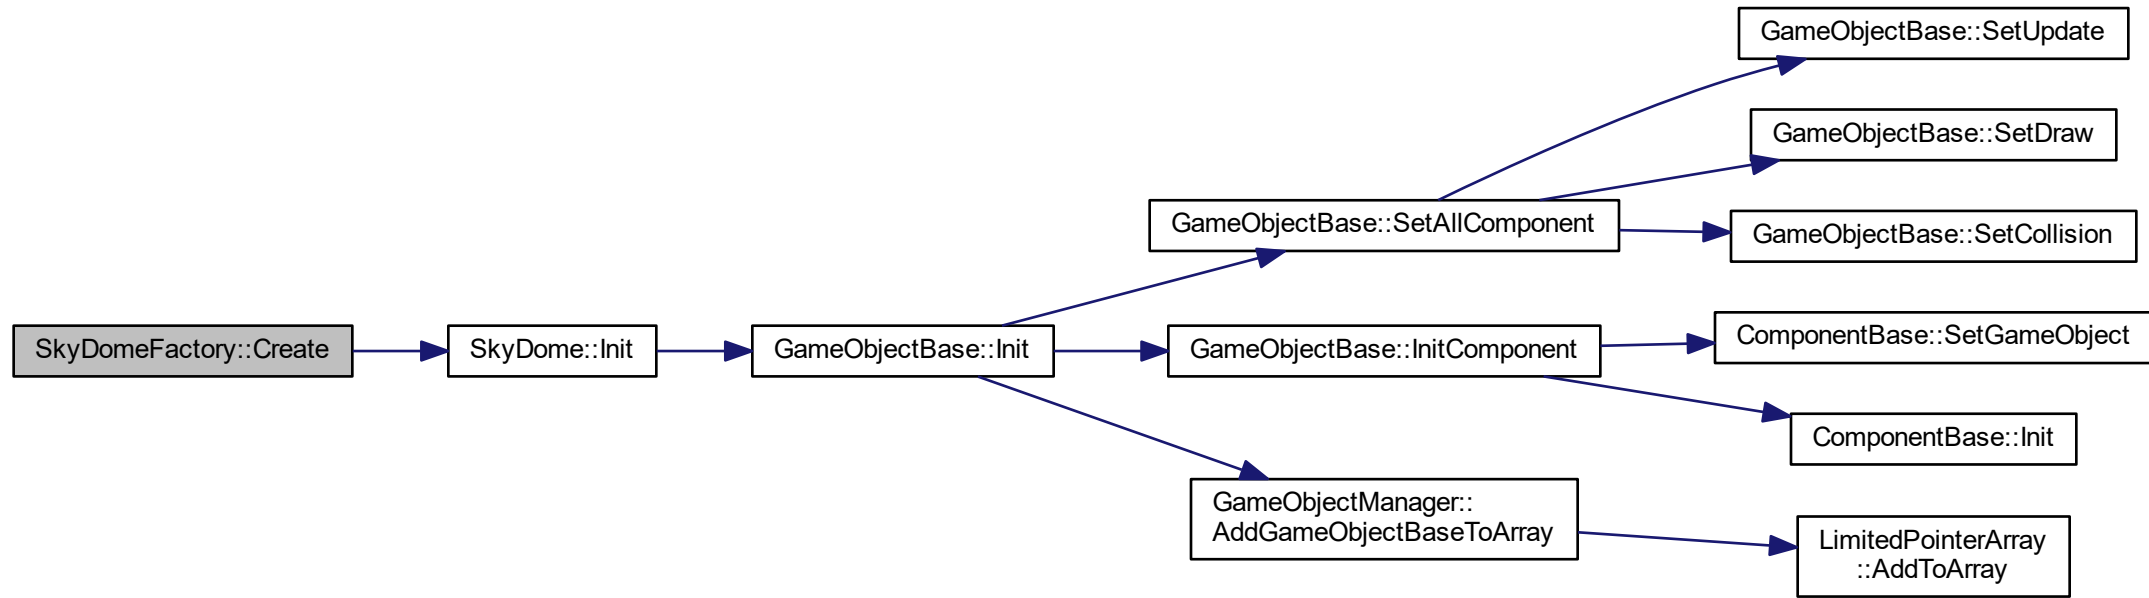 GameObjectBase::SetUpdate
GameObjectBase::SetDraw
GameObjectBase::SetAllComponent
GameObjectBase::SetCollision
SkyDomeFactory::Create
SkyDome::Init
GameObjectBase::Init
GameObjectBase::InitComponent
ComponentBase::SetGameObject
ComponentBase::Init
GameObjectManager::
AddGameObjectBaseToArray
LimitedPointerArray
::AddToArray